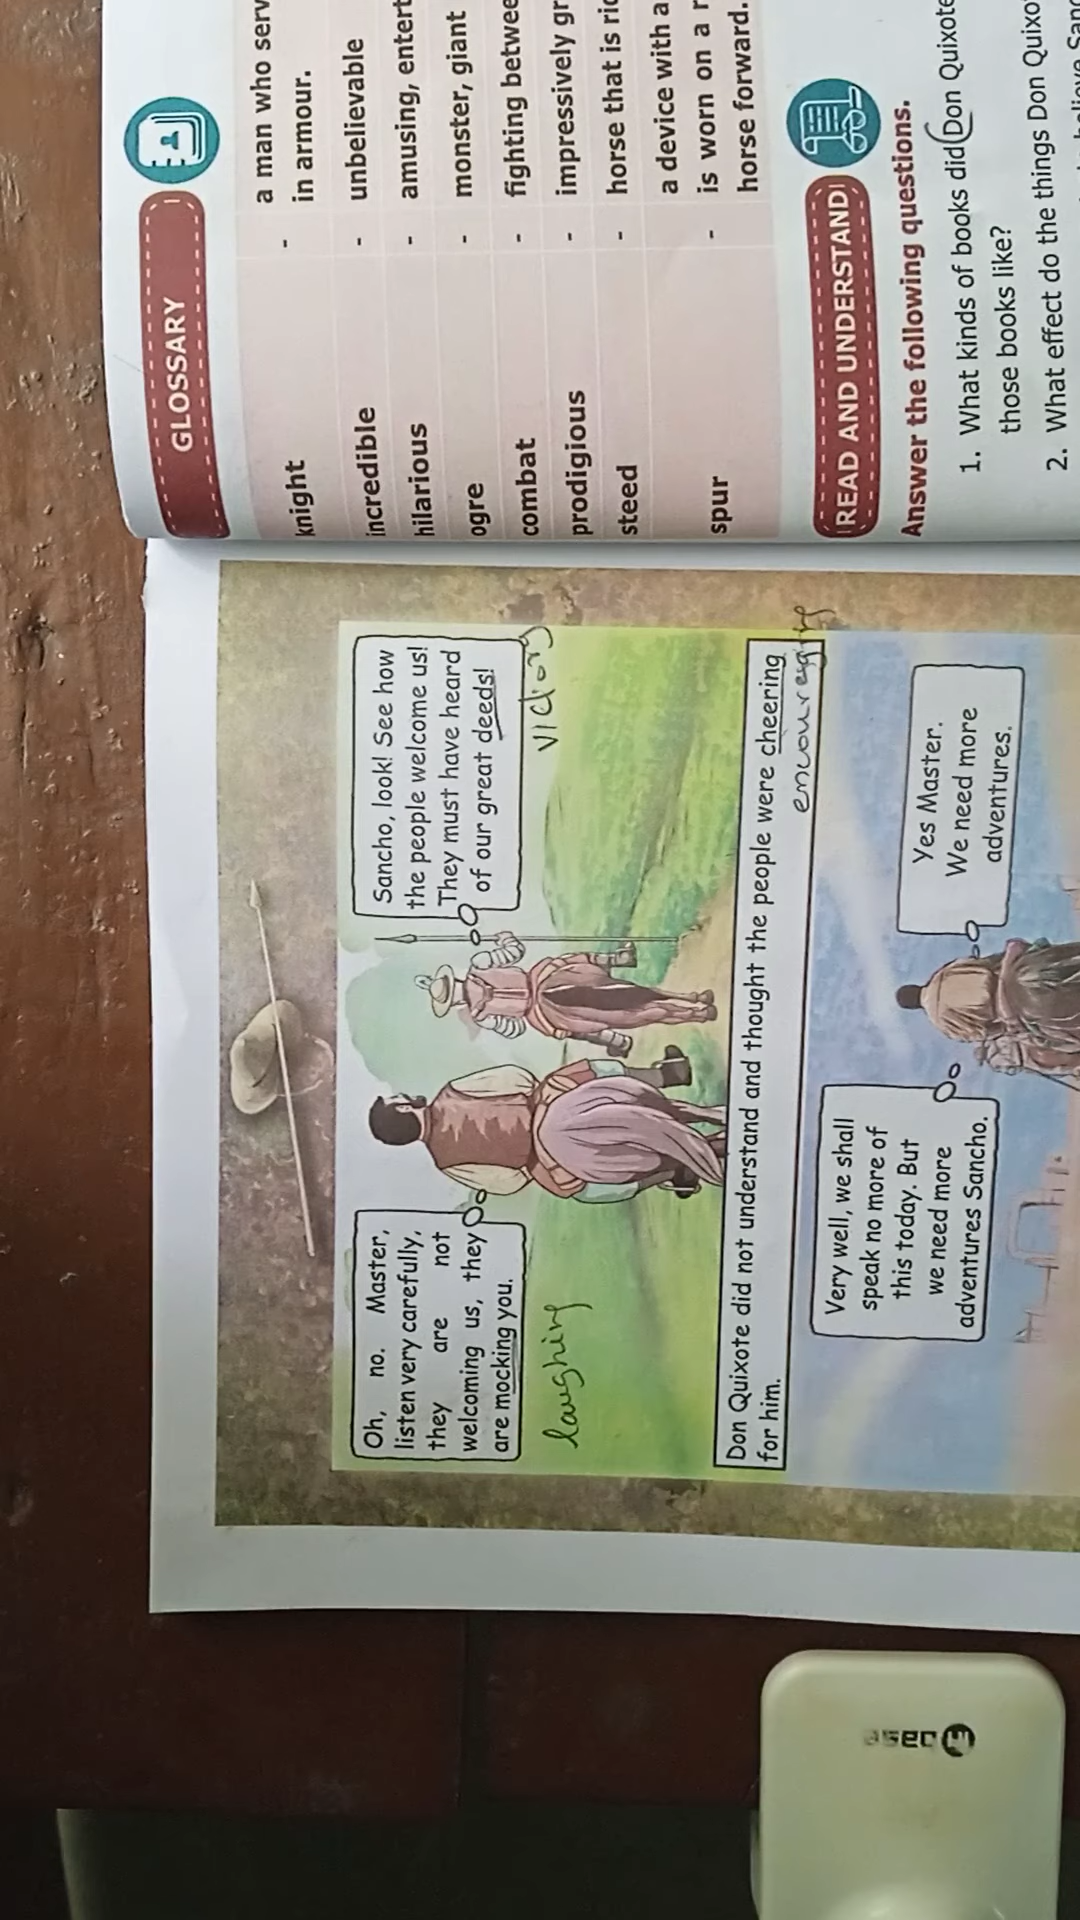 Oh, no. Master,
listen very carefully,
they are not
welcoming us, they
are mocking you.
laughing
Sancho, look! See how
the people welcome us!
They must have heard
of our great deeds!
victory
Don Quixote did not understand and thought the people were cheering
for him.
Very well, we shall
speak no more of
this today. But
we need more
adventures Sancho.
Yes Master.
We need more
adventures.
GLOSSARY
knight - a man who serv
in armour.
incredible - unbelievable
hilarious - amusing, entert
ogre - monster, giant
combat - fighting betwee
prodigious - impressively gr
steed - horse that is ri
a device with a
spur - is worn on a r
horse forward.
READ AND UNDERSTAND
Answer the following questions.
1. What kinds of books did Don Quixote
those books like?
2. What effect do the things Don Quixo